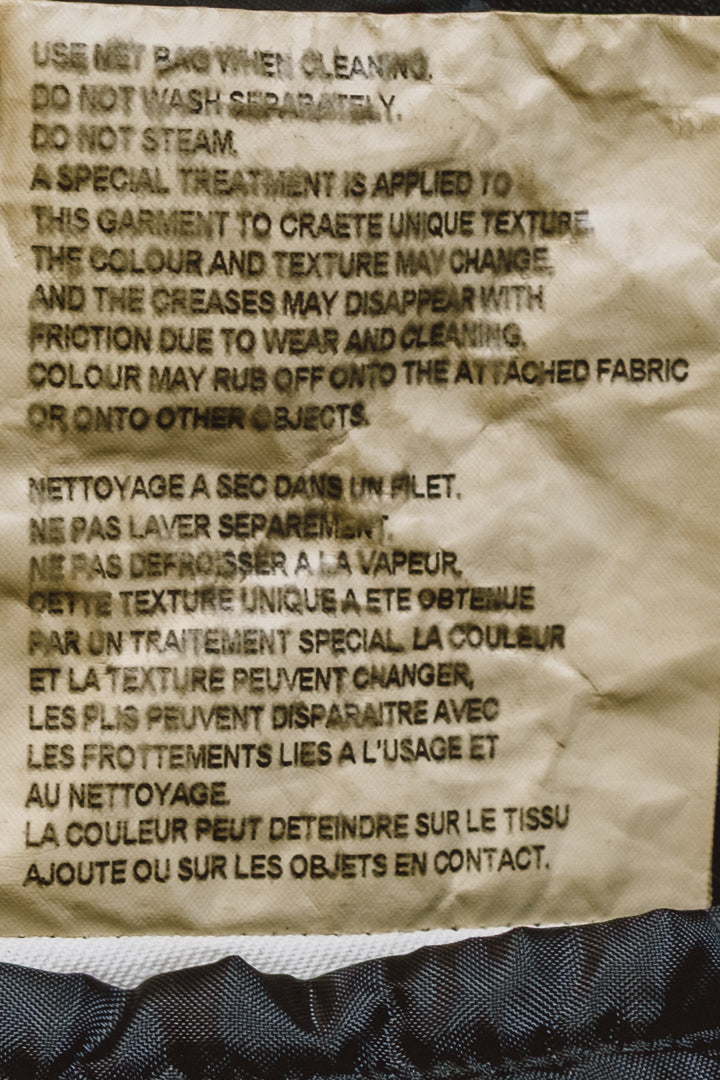 USE NET BAG WHEN CLEANING.
DO NOT WASH SEPARATELY.
DO NOT STEAM.
A SPECIAL TREATMENT IS APPLIED TO
THIS GARMENT TO CRAETE UNIQUE TEXTURE.
THE COLOUR AND TEXTURE MAY CHANGE,
AND THE CREASES MAY DISAPPEAR WITH
FRICTION DUE TO WEAR AND CLEANING.
COLOUR MAY RUB OFF ONTO THE ATTACHED FABRIC
OR ONTO OTHER OBJECTS.
NETTOYAGE A SEC DANS UN FILET.
NE PAS LAVER SEPAREMENT.
NE PAS DEFROISSER A LA VAPEUR.
CETTE TEXTURE UNIQUE A ETE OBTENUE
PAR UN TRAITEMENT SPECIAL. LA COULEUR
ET LA TEXTURE PEUVENT CHANGER,
LES PLIS PEUVENT DISPARAITRE AVEC
LES FROTTEMENTS LIES A L'USAGE ET
AU NETTOYAGE.
LA COULEUR PEUT DETEINDRE SUR LE TISSU
AJOUTE OU SUR LES OBJETS EN CONTACT.